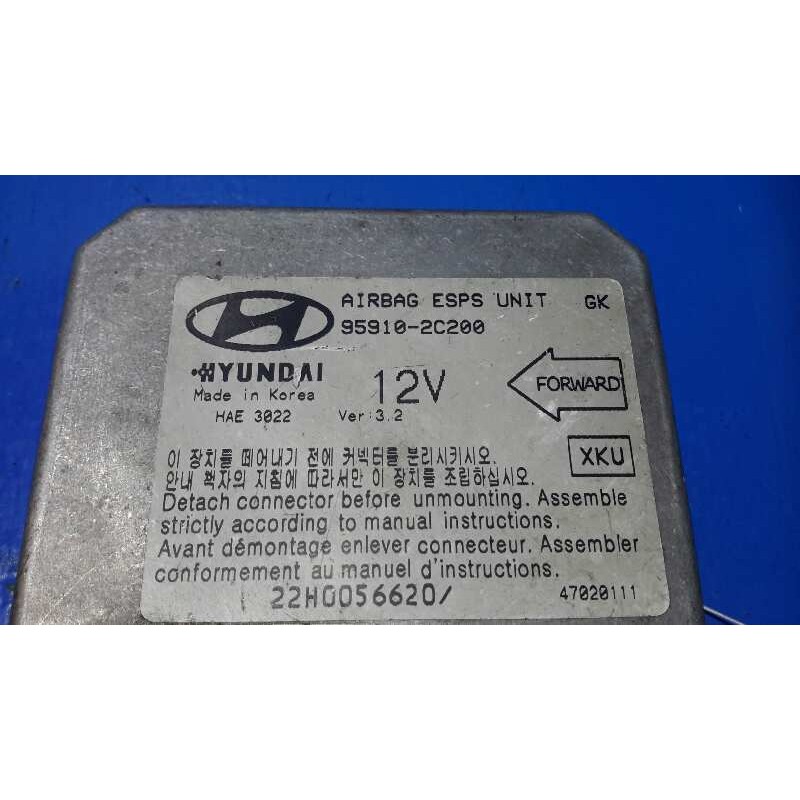 AIRBAG ESPS UNIT GK
95910-2C200
HYUNDAI
12V
FORWARD
Made in Korea
HAE 3022 Ver:3.2
XKU
이 장치를 떼어내기 전에 커넥터를 분리시키시오.
안내 책자의 지침에 따라서만 이 장치를 조립하십시오.
Detach connector before unmounting. Assemble
strictly according to manual instructions.
Avant démontage enlever connecteur. Assembler
conformement au manuel d'instructions.
22H0056620/ 47020111